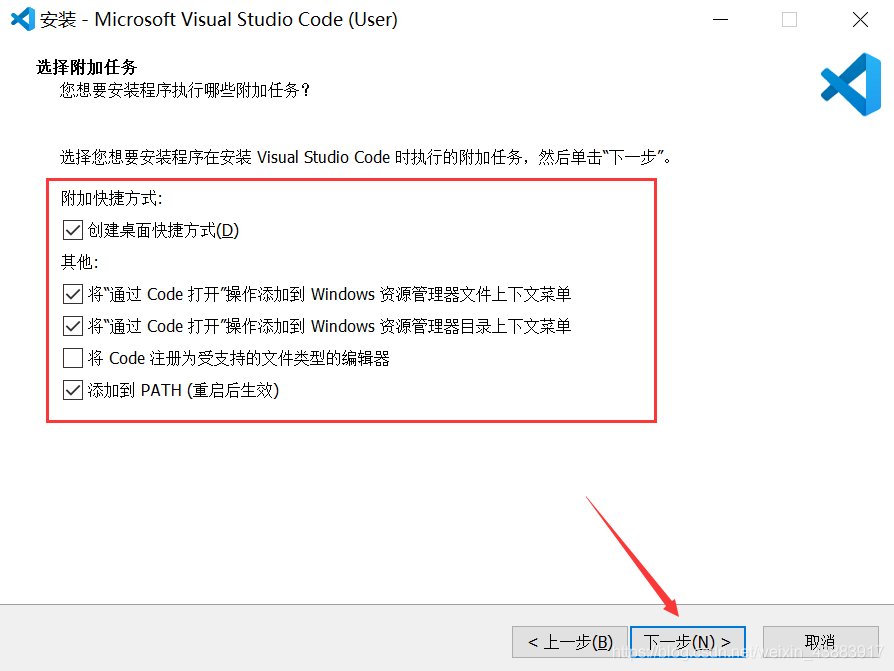 安装 - Microsoft Visual Studio Code (User)
选择附加任务
您想要安装程序执行哪些附加任务？
选择您想要安装程序在安装 Visual Studio Code 时执行的附加任务，然后单击“下一步”。
附加快捷方式:
创建桌面快捷方式(D)
其他:
将“通过 Code 打开”操作添加到 Windows 资源管理器文件上下文菜单
将“通过 Code 打开”操作添加到 Windows 资源管理器目录上下文菜单
将 Code 注册为受支持的文件类型的编辑器
添加到 PATH (重启后生效)
< 上一步(B) 下一步(N) > 取消